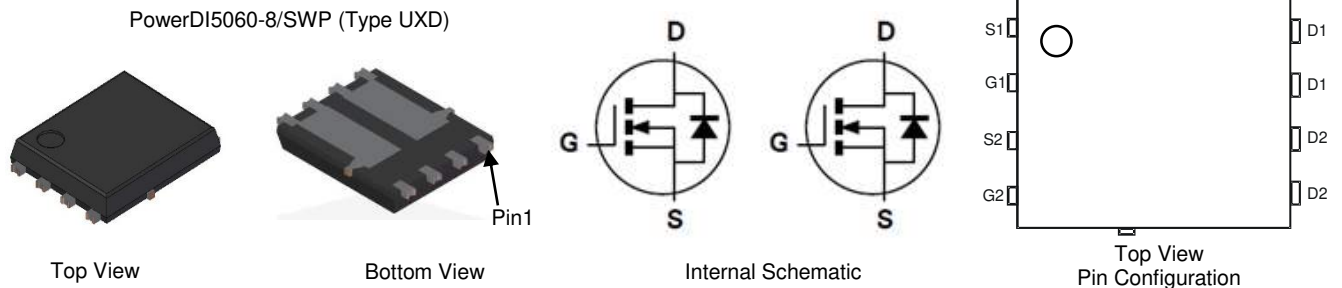 PowerDI5060-8/SWP (Type UXD)
Pin1
Top View
Bottom View
D
G
S
D
G
S
Internal Schematic
S1
G1
S2
G2
D1
D1
D2
D2
Top View
Pin Configuration